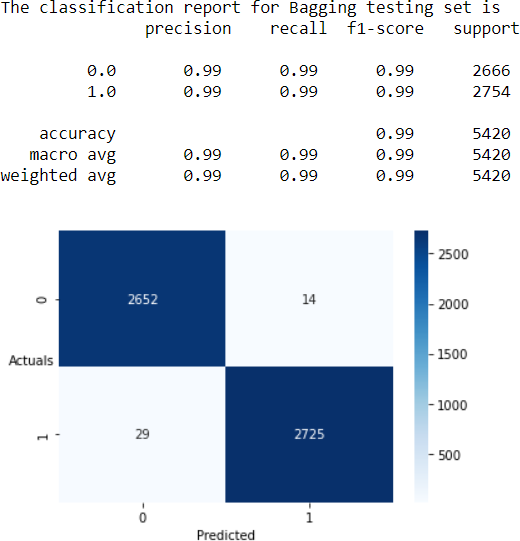 The classification report for Bagging testing set is
precision recall f1-score support
0.0 0.99 0.99 0.99 2666
1.0 0.99 0.99 0.99 2754
accuracy 0.99 5420
macro avg 0.99 0.99 0.99 5420
weighted avg 0.99 0.99 0.99 5420
2500
0 2652 14
2000
Actuals
1500
1000
1 29 2725
500
0 1
Predicted